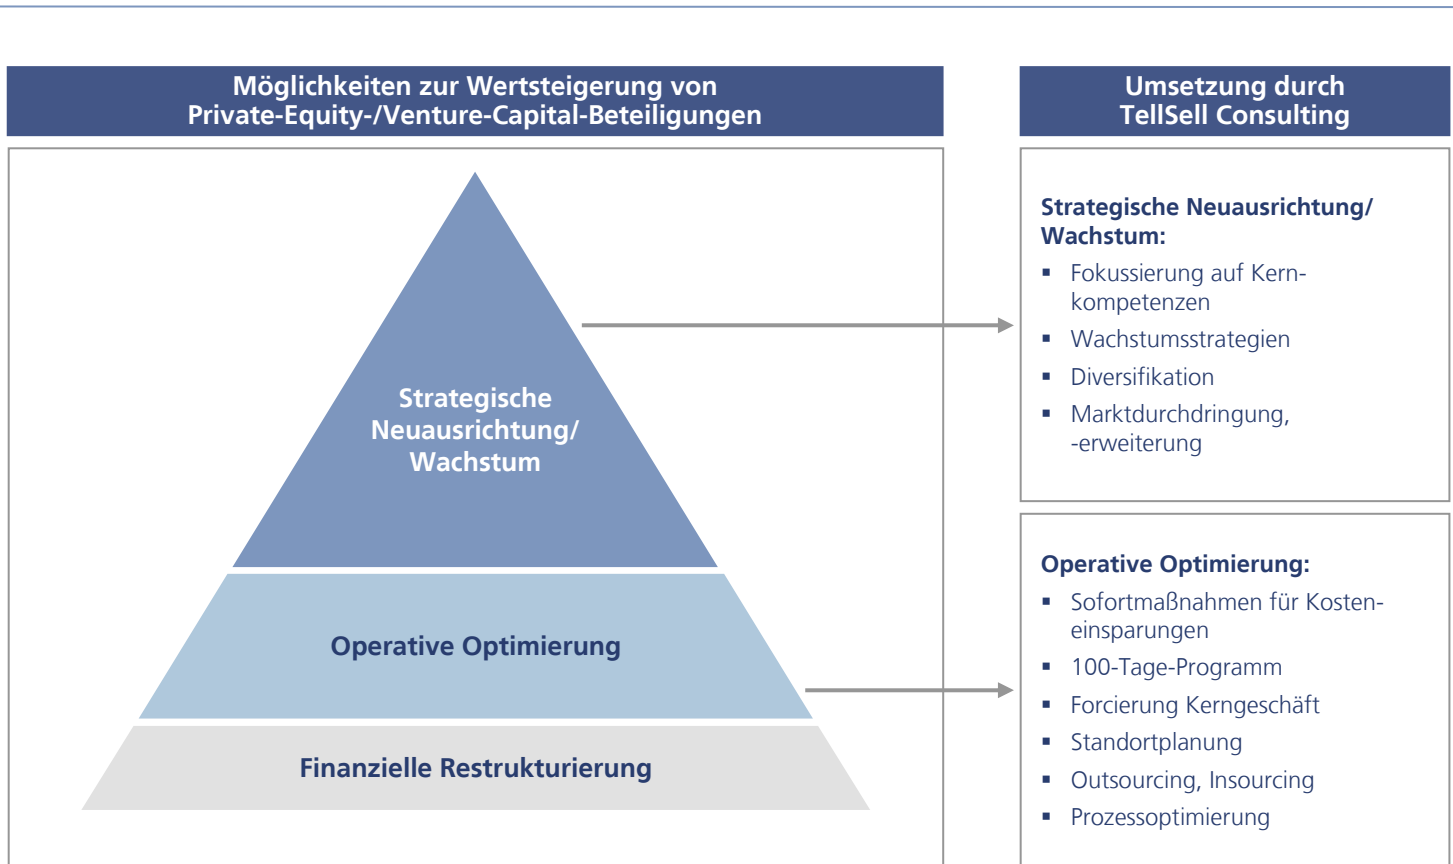 Möglichkeiten zur Wertsteigerung von
Private-Equity-/Venture-Capital-Beteiligungen
Strategische
Neuausrichtung/
Wachstum
Operative Optimierung
Finanzielle Restrukturierung
Umsetzung durch
TellSell Consulting
Strategische Neuausrichtung/
Wachstum:
▪ Fokussierung auf Kern-
kompetenzen
▪ Wachstumsstrategien
▪ Diversifikation
▪ Marktdurchdringung,
-erweiterung
Operative Optimierung:
▪ Sofortmaßnahmen für Kosten-
einsparungen
▪ 100-Tage-Programm
▪ Forcierung Kerngeschäft
▪ Standortplanung
▪ Outsourcing, Insourcing
▪ Prozessoptimierung